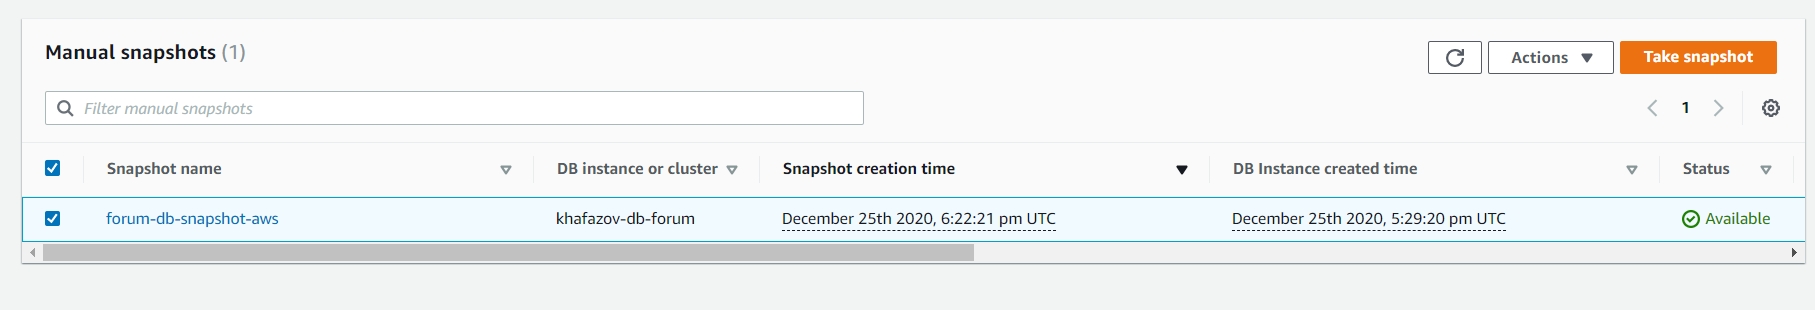 Manual snapshots (1)
Actions
Take snapshot
Filter manual snapshots
1
Snapshot name DB instance or cluster Snapshot creation time DB Instance created time Status
forum-db-snapshot-aws khafazov-db-forum December 25th 2020, 6:22:21 pm UTC December 25th 2020, 5:29:20 pm UTC Available